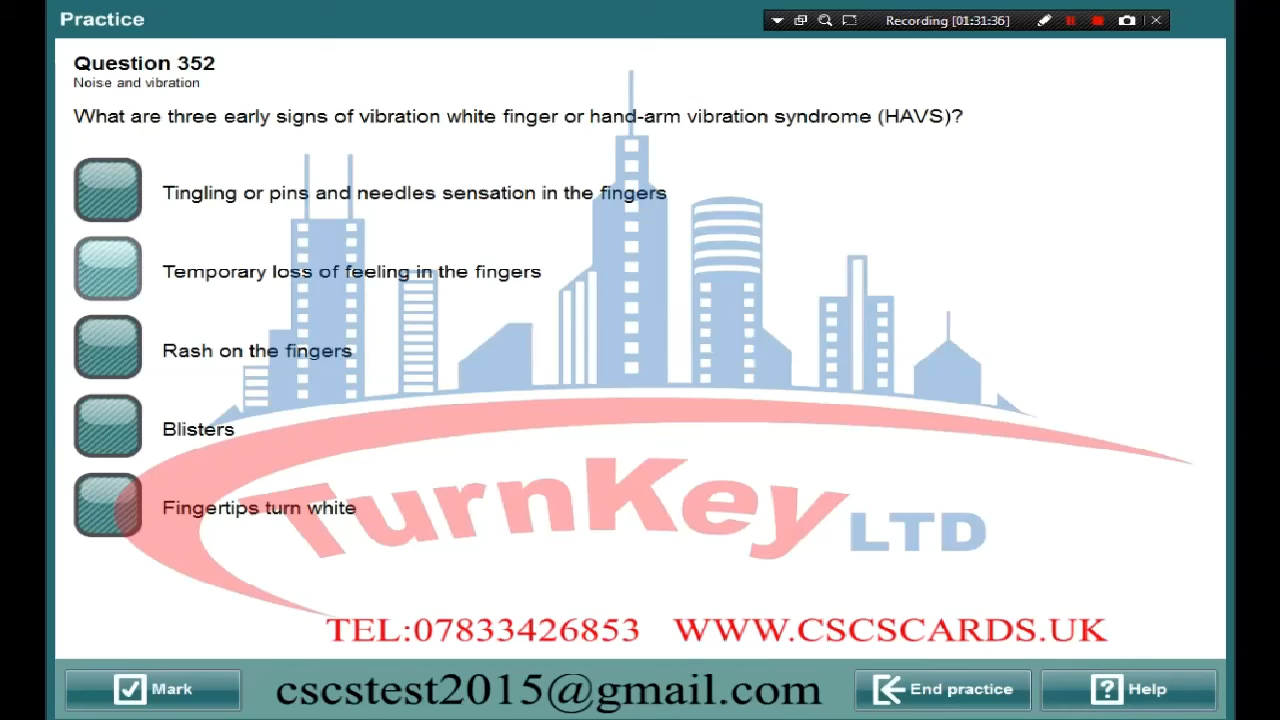 Practice
Recording [01:31:36]
Question 352
Noise and vibration
What are three early signs of vibration white finger or hand-arm vibration syndrome (HAVS)?
Tingling or pins and needles sensation in the fingers
Temporary loss of feeling in the fingers
Rash on the fingers
Blisters
Fingertips turn white
TurnKey LTD
TEL:07833426853 WWW.CSCSCARDS.UK
Mark
cscstest2015@gmail.com
End practice
? Help